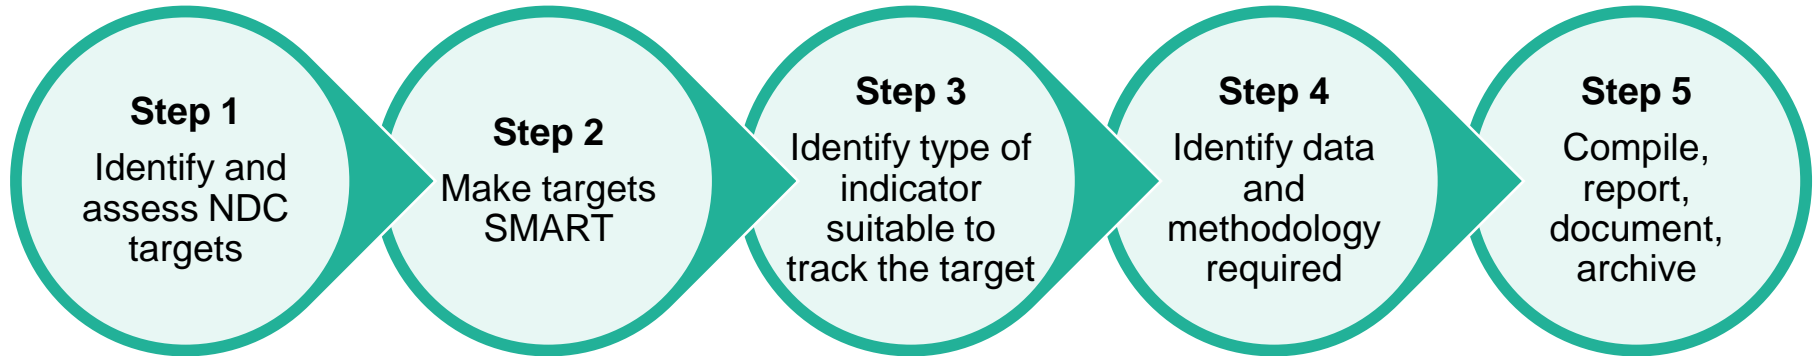 Step 1
Identify and
assess NDC
targets
Step 2
Make targets
SMART
Step 3
Identify type of
indicator
suitable to
track the target
Step 4
Identify data
and
methodology
required
Step 5
Compile,
report,
document,
archive